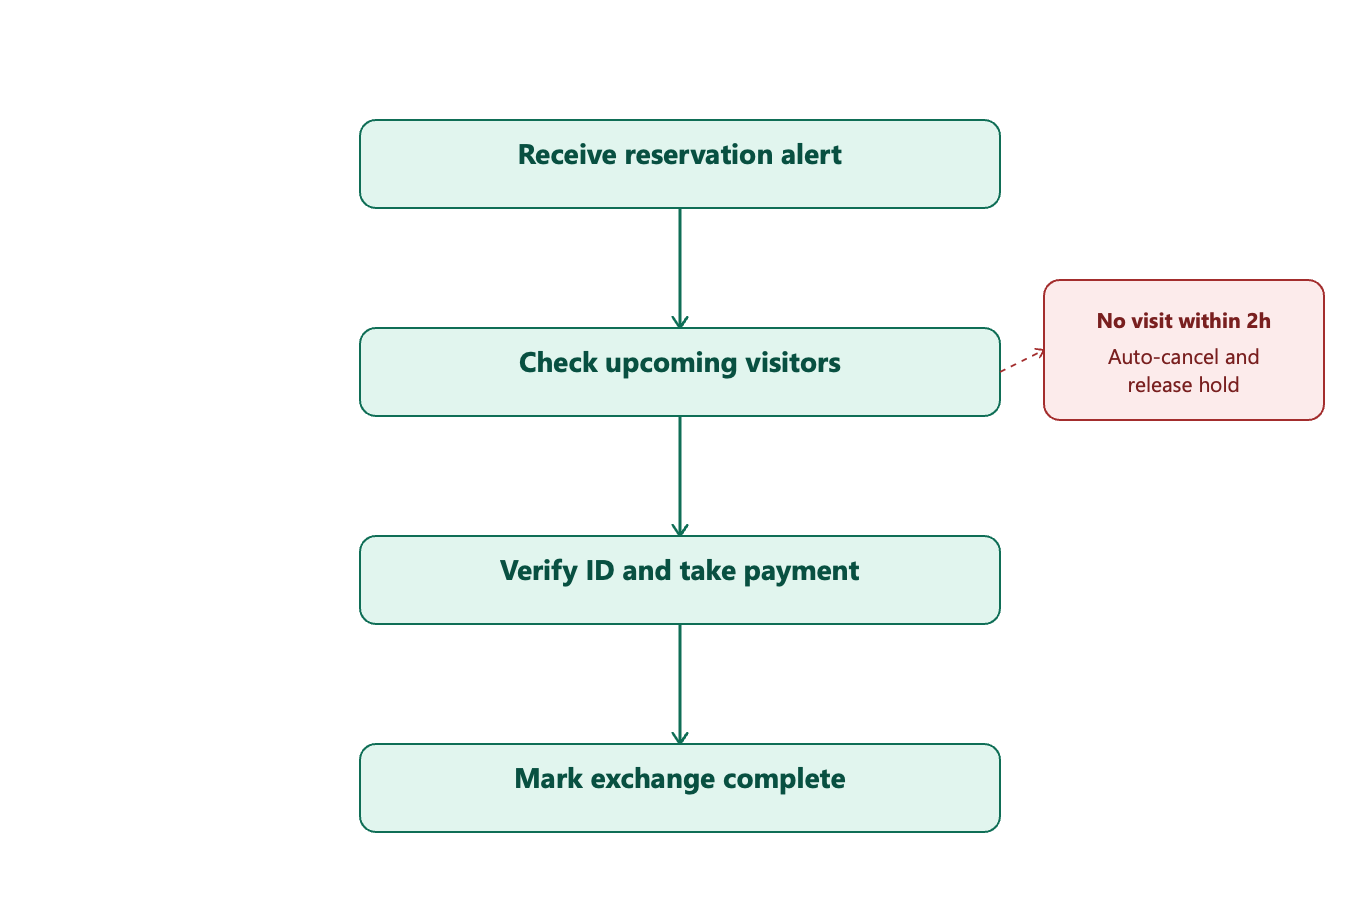 Receive reservation alert
No visit within 2h
Auto-cancel and
release hold
Check upcoming visitors
Verify ID and take payment
Mark exchange complete